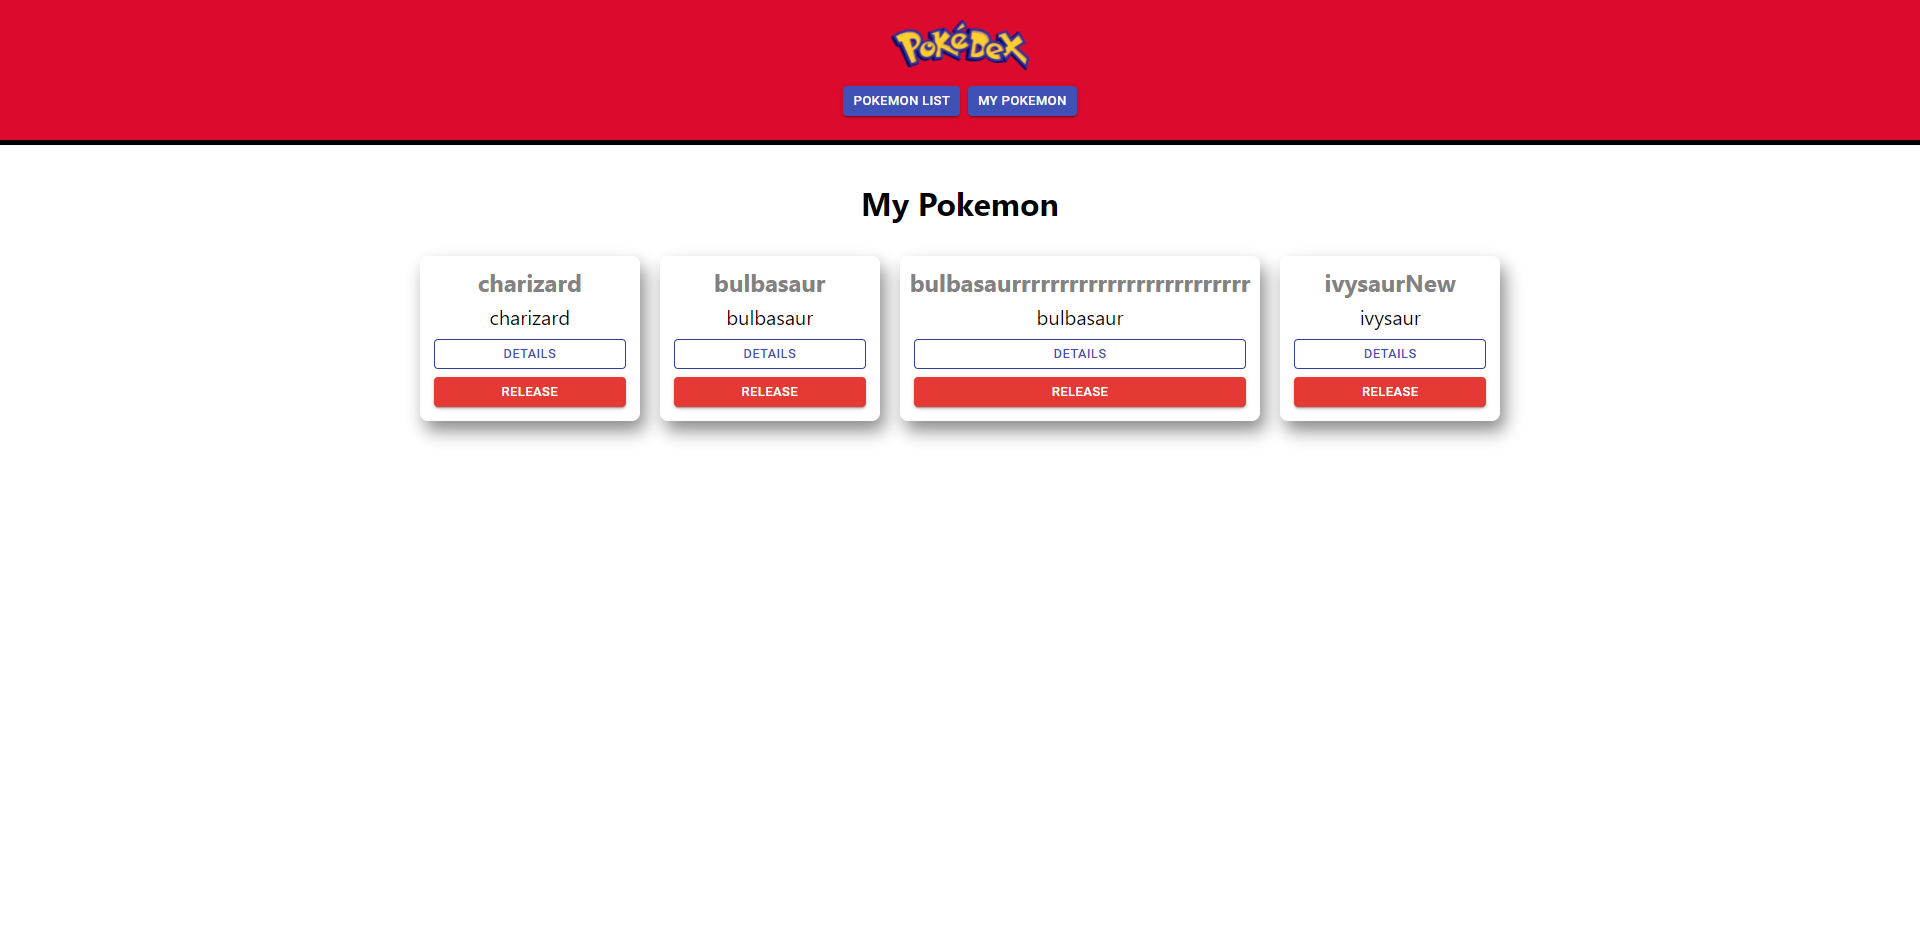 PokéDex
POKEMON LIST MY POKEMON
My Pokemon
charizard
charizard
DETAILS
RELEASE
bulbasaur
bulbasaur
DETAILS
RELEASE
bulbasaurrrrrrrrrrrrrrrrrrrrrrrrr
bulbasaur
DETAILS
RELEASE
ivysaurNew
ivysaur
DETAILS
RELEASE